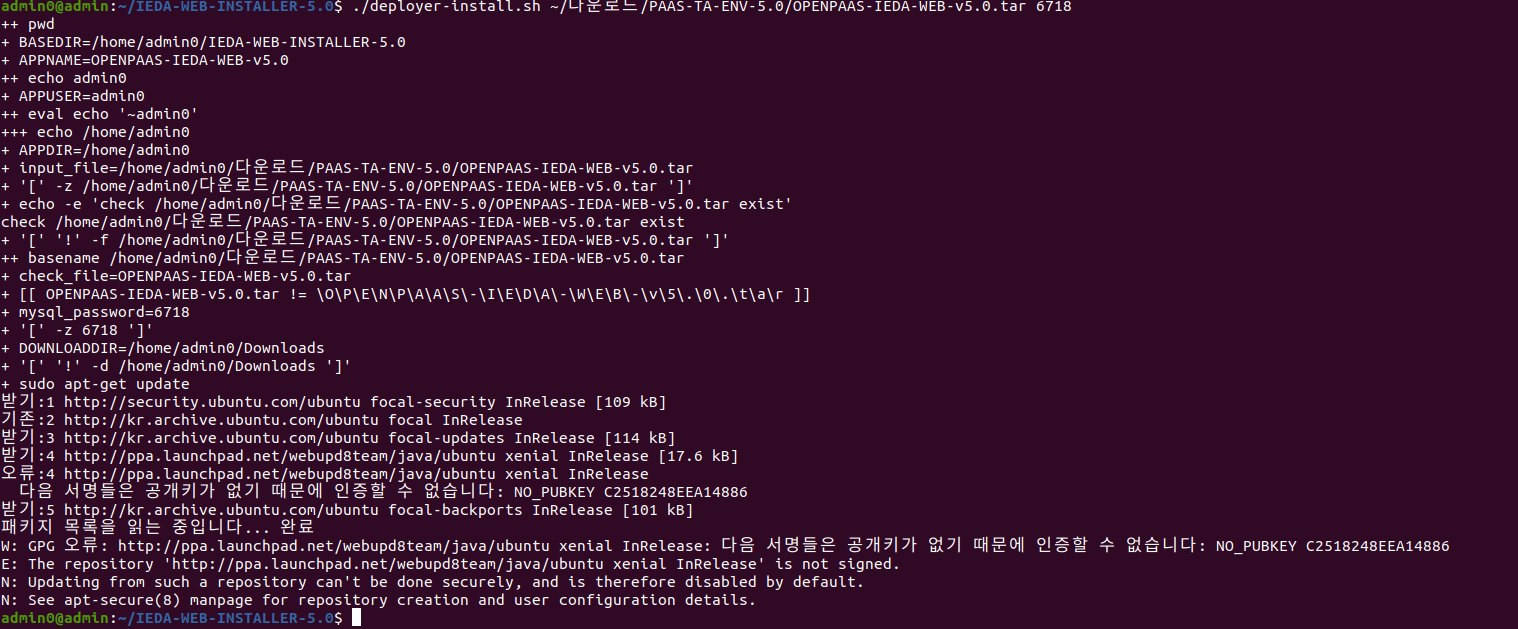 admin0@admin:~/IEDA-WEB-INSTALLER-5.0$ ./deployer-install.sh ~/다운로드/PAAS-TA-ENV-5.0/OPENPAAS-IEDA-WEB-v5.0.tar 6718
++ pwd
+ BASEDIR=/home/admin0/IEDA-WEB-INSTALLER-5.0
+ APPNAME=OPENPAAS-IEDA-WEB-v5.0
++ echo admin0
+ APPUSER=admin0
++ eval echo '~admin0'
+++ echo /home/admin0
+ APPDIR=/home/admin0
+ input_file=/home/admin0/다운로드/PAAS-TA-ENV-5.0/OPENPAAS-IEDA-WEB-v5.0.tar
+ '[' -z /home/admin0/다운로드/PAAS-TA-ENV-5.0/OPENPAAS-IEDA-WEB-v5.0.tar ']'
+ echo -e 'check /home/admin0/다운로드/PAAS-TA-ENV-5.0/OPENPAAS-IEDA-WEB-v5.0.tar exist'
check /home/admin0/다운로드/PAAS-TA-ENV-5.0/OPENPAAS-IEDA-WEB-v5.0.tar exist
+ '[' '!' -f /home/admin0/다운로드/PAAS-TA-ENV-5.0/OPENPAAS-IEDA-WEB-v5.0.tar ']'
++ basename /home/admin0/다운로드/PAAS-TA-ENV-5.0/OPENPAAS-IEDA-WEB-v5.0.tar
+ check_file=OPENPAAS-IEDA-WEB-v5.0.tar
+ [[ OPENPAAS-IEDA-WEB-v5.0.tar != \O\P\E\N\P\A\A\S\-\I\E\D\A\-\W\E\B\-\v\5\.\0\.\t\a\r ]]
+ mysql_password=6718
+ '[' -z 6718 ']'
+ DOWNLOADDIR=/home/admin0/Downloads
+ '[' '!' -d /home/admin0/Downloads ']'
+ sudo apt-get update
받기:1 http://security.ubuntu.com/ubuntu focal-security InRelease [109 kB]
기존:2 http://kr.archive.ubuntu.com/ubuntu focal InRelease
받기:3 http://kr.archive.ubuntu.com/ubuntu focal-updates InRelease [114 kB]
받기:4 http://ppa.launchpad.net/webupd8team/java/ubuntu xenial InRelease [17.6 kB]
오류:4 http://ppa.launchpad.net/webupd8team/java/ubuntu xenial InRelease
  다음 서명들은 공개키가 없기 때문에 인증할 수 없습니다: NO_PUBKEY C2518248EEA14886
받기:5 http://kr.archive.ubuntu.com/ubuntu focal-backports InRelease [101 kB]
패키지 목록을 읽는 중입니다... 완료
W: GPG 오류: http://ppa.launchpad.net/webupd8team/java/ubuntu xenial InRelease: 다음 서명들은 공개키가 없기 때문에 인증할 수 없습니다: NO_PUBKEY C2518248EEA14886
E: The repository 'http://ppa.launchpad.net/webupd8team/java/ubuntu xenial InRelease' is not signed.
N: Updating from such a repository can't be done securely, and is therefore disabled by default.
N: See apt-secure(8) manpage for repository creation and user configuration details.
admin0@admin:~/IEDA-WEB-INSTALLER-5.0$